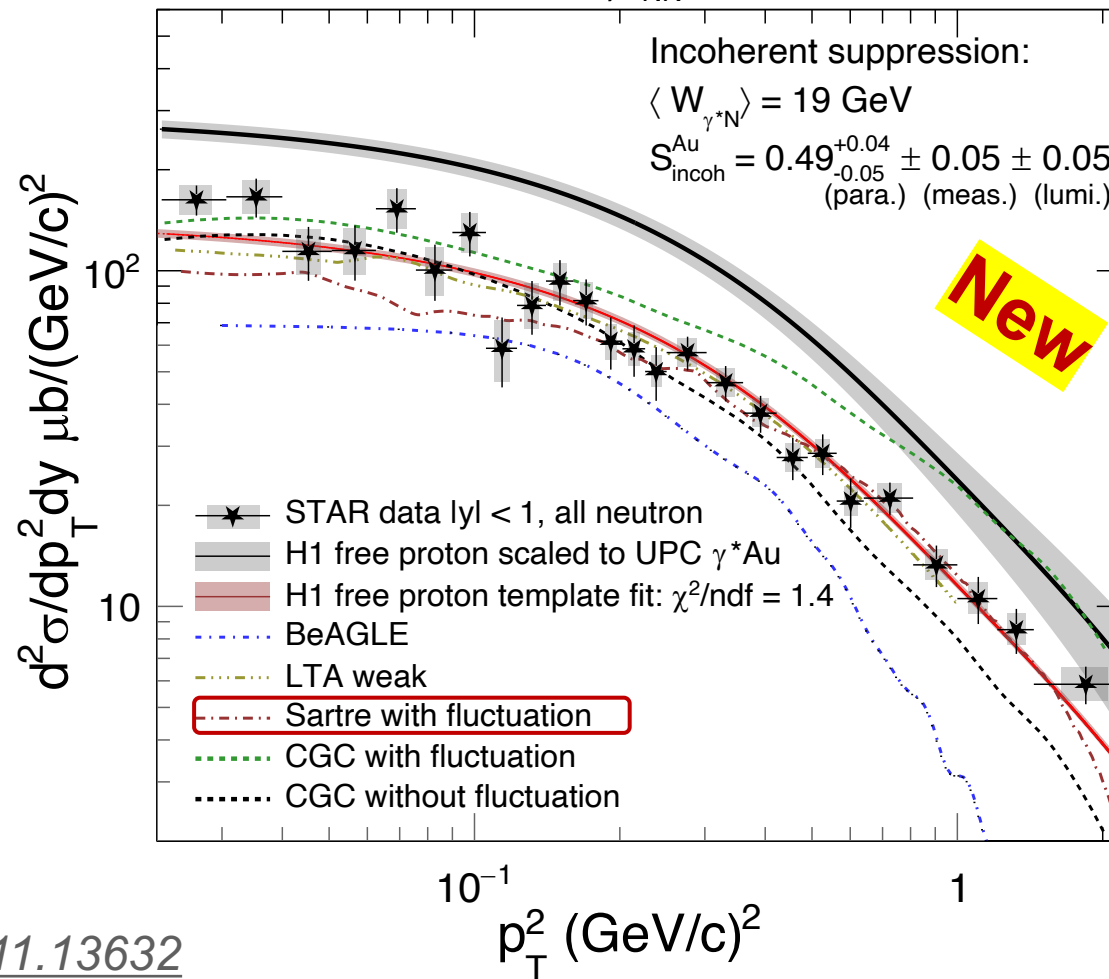 Incoherent suppression:
⟨ W_γ*N ⟩ = 19 GeV
S^Au_incoh = 0.49 +0.04 -0.05 ± 0.05 ± 0.05
(para.) (meas.) (lumi.)
New
d²σ/dp²_T dy μb/(GeV/c)²
10²
10
STAR data |y| < 1, all neutron
H1 free proton scaled to UPC γ*Au
H1 free proton template fit: χ²/ndf = 1.4
BeAGLE
LTA weak
Sartre with fluctuation
CGC with fluctuation
CGC without fluctuation
10⁻¹
1
p²_T (GeV/c)²
11.13632